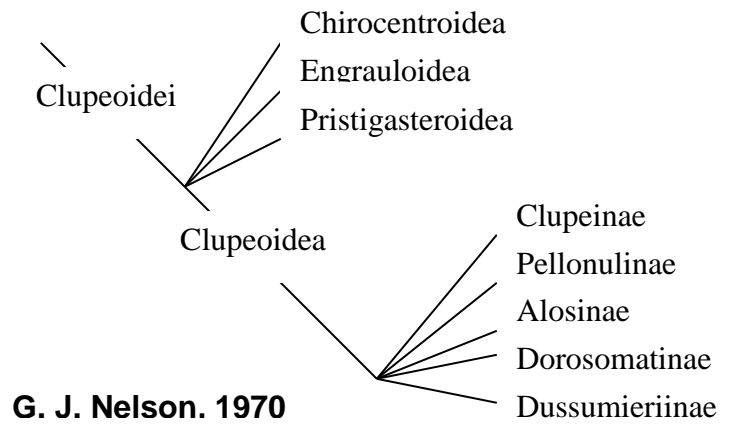 Chirocentroidea
Engrauloidea
Clupeoidei
Pristigasteroidea
Clupeinae
Clupeoidea
Pellonulinae
Alosinae
Dorosomatinae
G. J. Nelson. 1970
Dussumieriinae